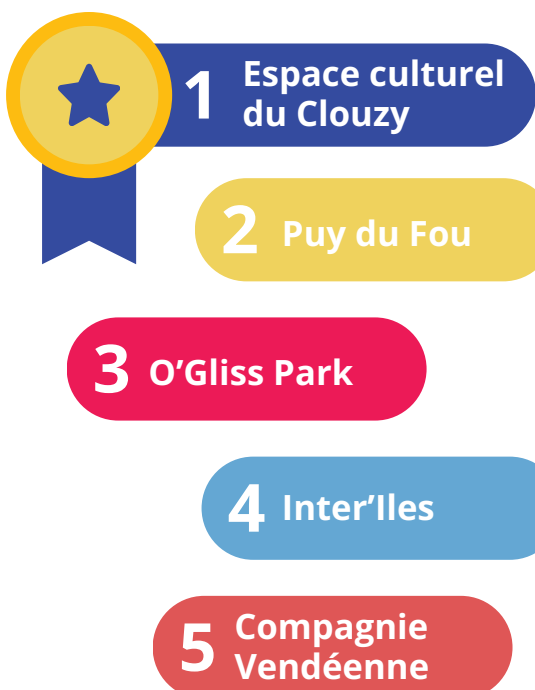 1 Espace culturel
du Clouzy
2 Puy du Fou
3 O'Gliss Park
4 Inter'Iles
5 Compagnie
Vendéenne